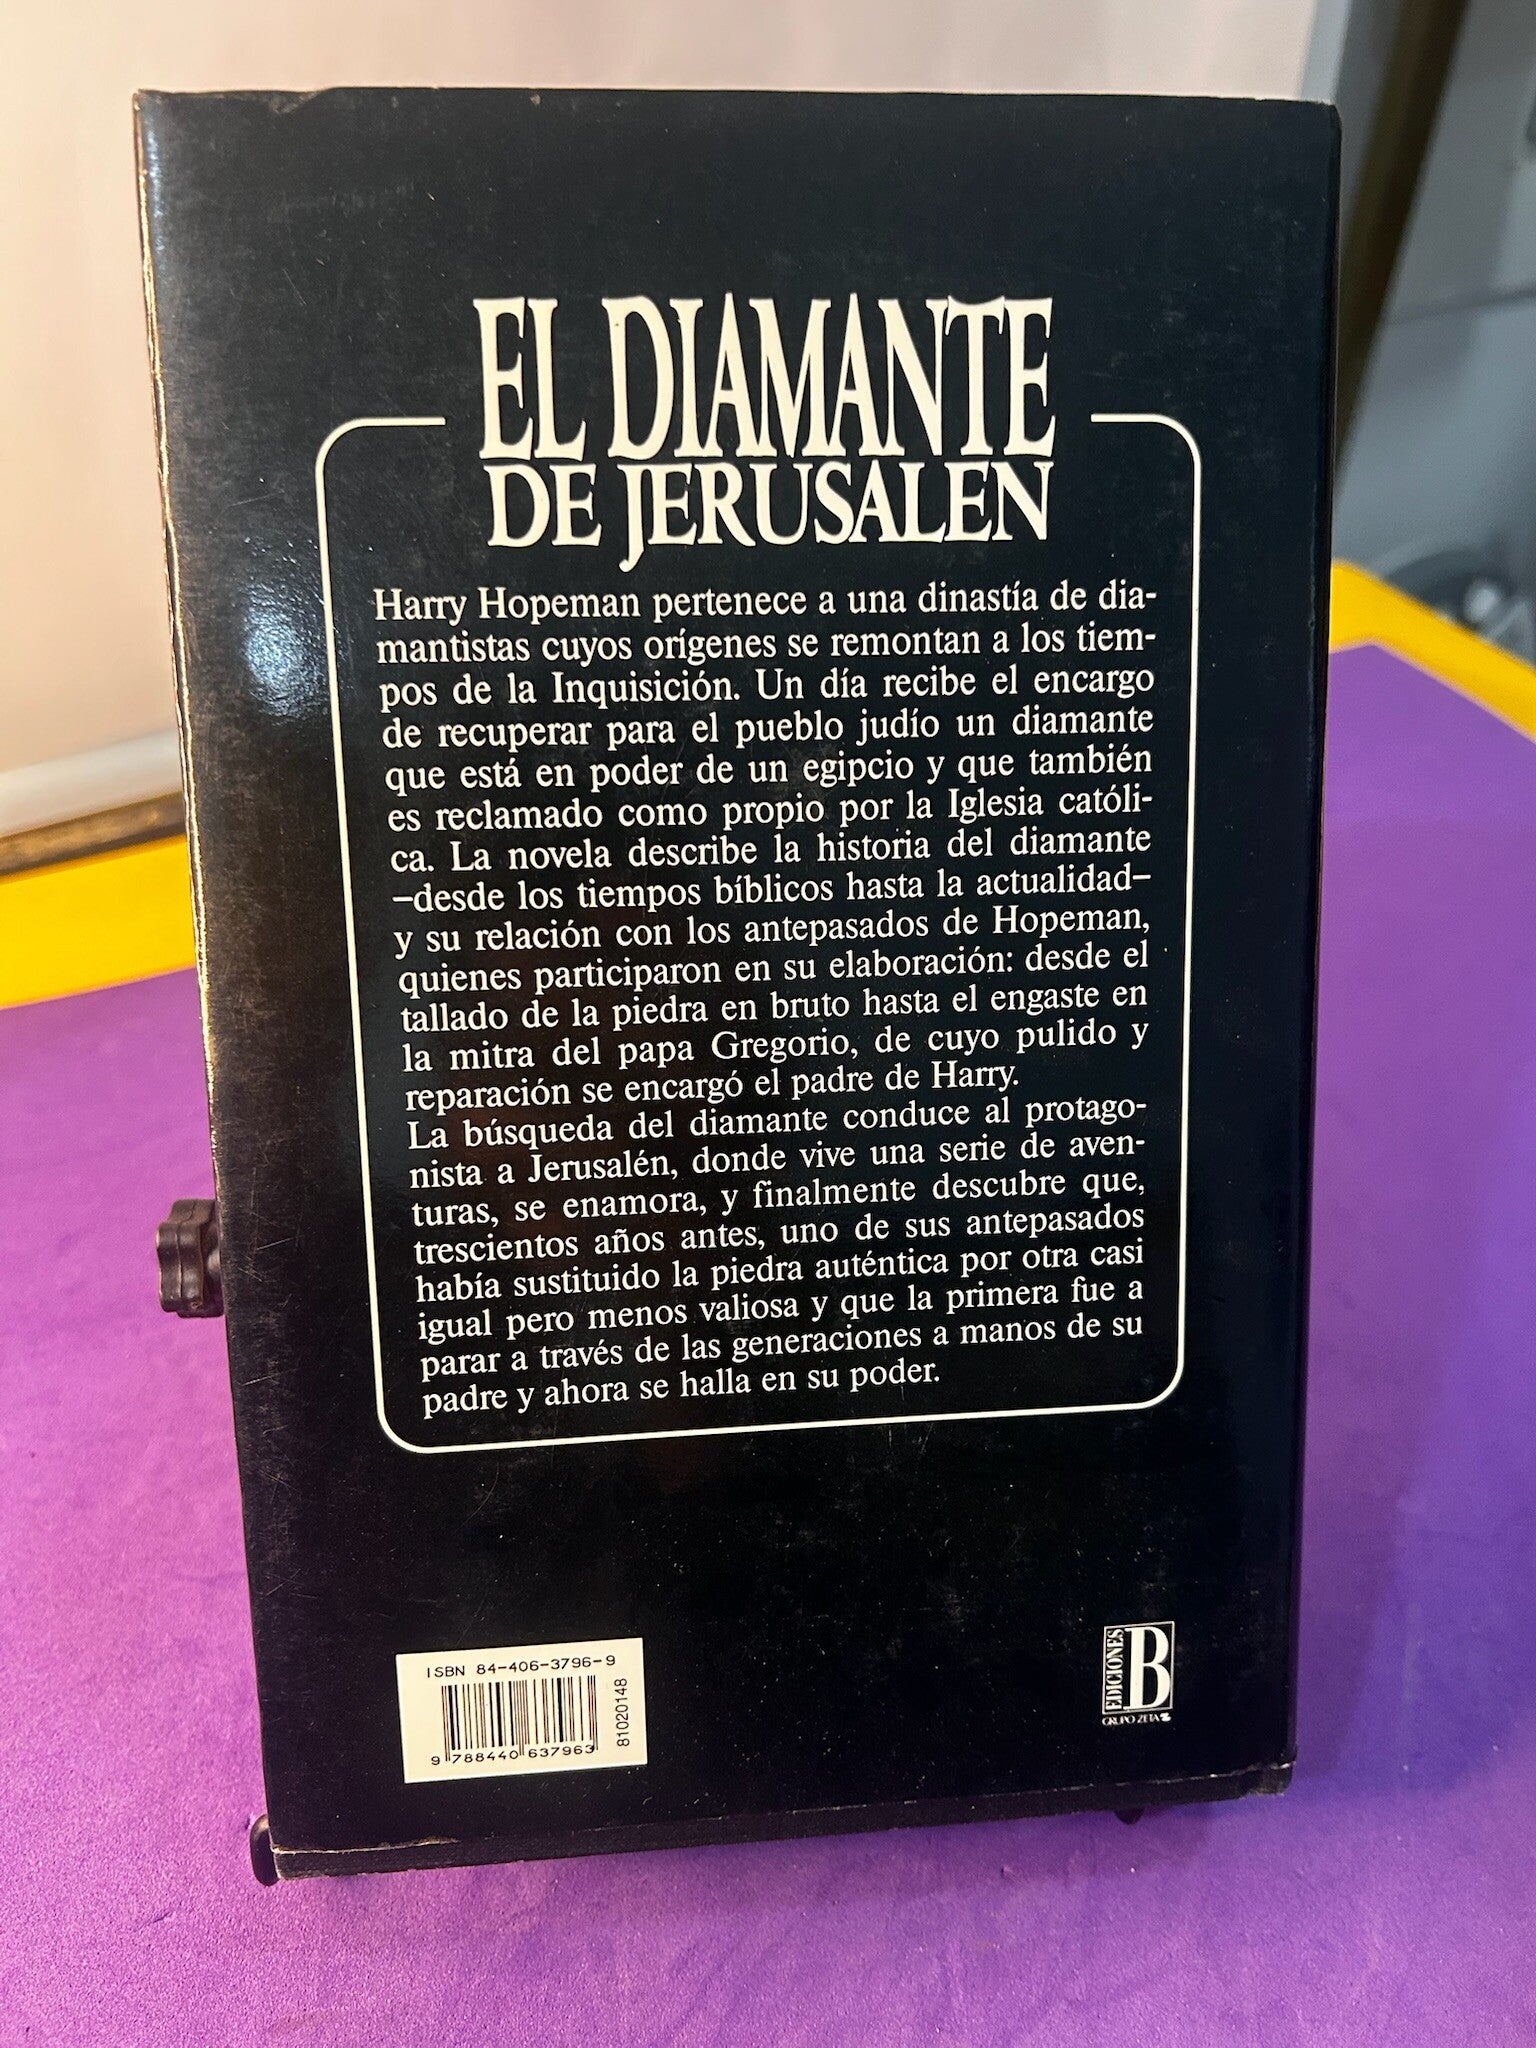 EL DIAMANTE
DE JERUSALEN
Harry Hopeman pertenece a una dinastía de dia-
mantistas cuyos orígenes se remontan a los tiem-
pos de la Inquisición. Un día recibe el encargo
de recuperar para el pueblo judío un diamante
que está en poder de un egipcio y que también
es reclamado como propio por la Iglesia católi-
ca. La novela describe la historia del diamante
–desde los tiempos bíblicos hasta la actualidad–
y su relación con los antepasados de Hopeman,
quienes participaron en su elaboración: desde el
tallado de la piedra en bruto hasta el engaste en
la mitra del papa Gregorio, de cuyo pulido y
reparación se encargó el padre de Harry.
La búsqueda del diamante conduce al protago-
nista a Jerusalén, donde vive una serie de aven-
turas, se enamora, y finalmente descubre que,
trescientos años antes, uno de sus antepasados
había sustituido la piedra auténtica por otra casi
igual pero menos valiosa y que la primera fue a
parar a través de las generaciones a manos de su
padre y ahora se halla en su poder.
ISBN 84-406-3796-9
9 788440 637963
81020148
EDICIONES
B
GRUPO ZETA